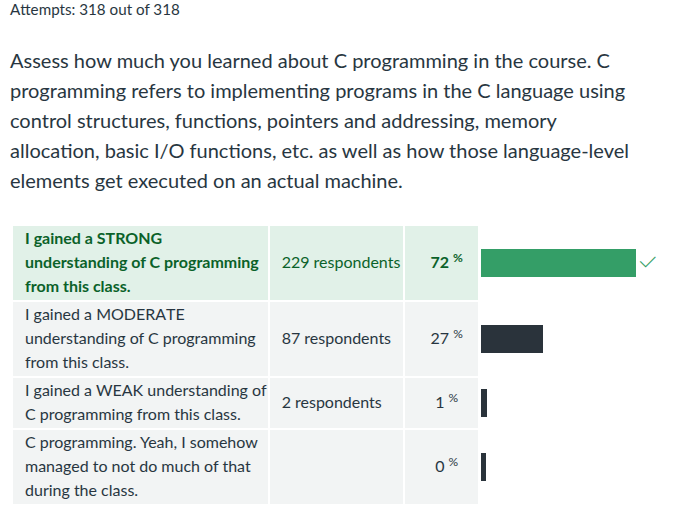 Attempts: 318 out of 318
Assess how much you learned about C programming in the course. C
programming refers to implementing programs in the C language using
control structures, functions, pointers and addressing, memory
allocation, basic I/O functions, etc. as well as how those language-level
elements get executed on an actual machine.
I gained a STRONG
understanding of C programming
from this class.
229 respondents
72 %
I gained a MODERATE
understanding of C programming
from this class.
87 respondents
27 %
I gained a WEAK understanding of
C programming from this class.
2 respondents
1 %
C programming. Yeah, I somehow
managed to not do much of that
during the class.
0 %